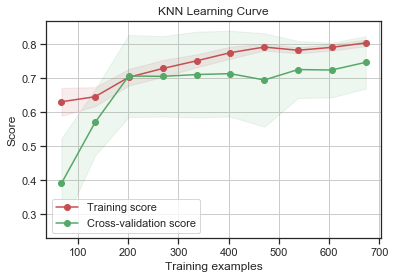 KNN Learning Curve
Score
0.8
0.7
0.6
0.5
0.4
0.3
Training score
Cross-validation score
100 200 300 400 500 600 700
Training examples